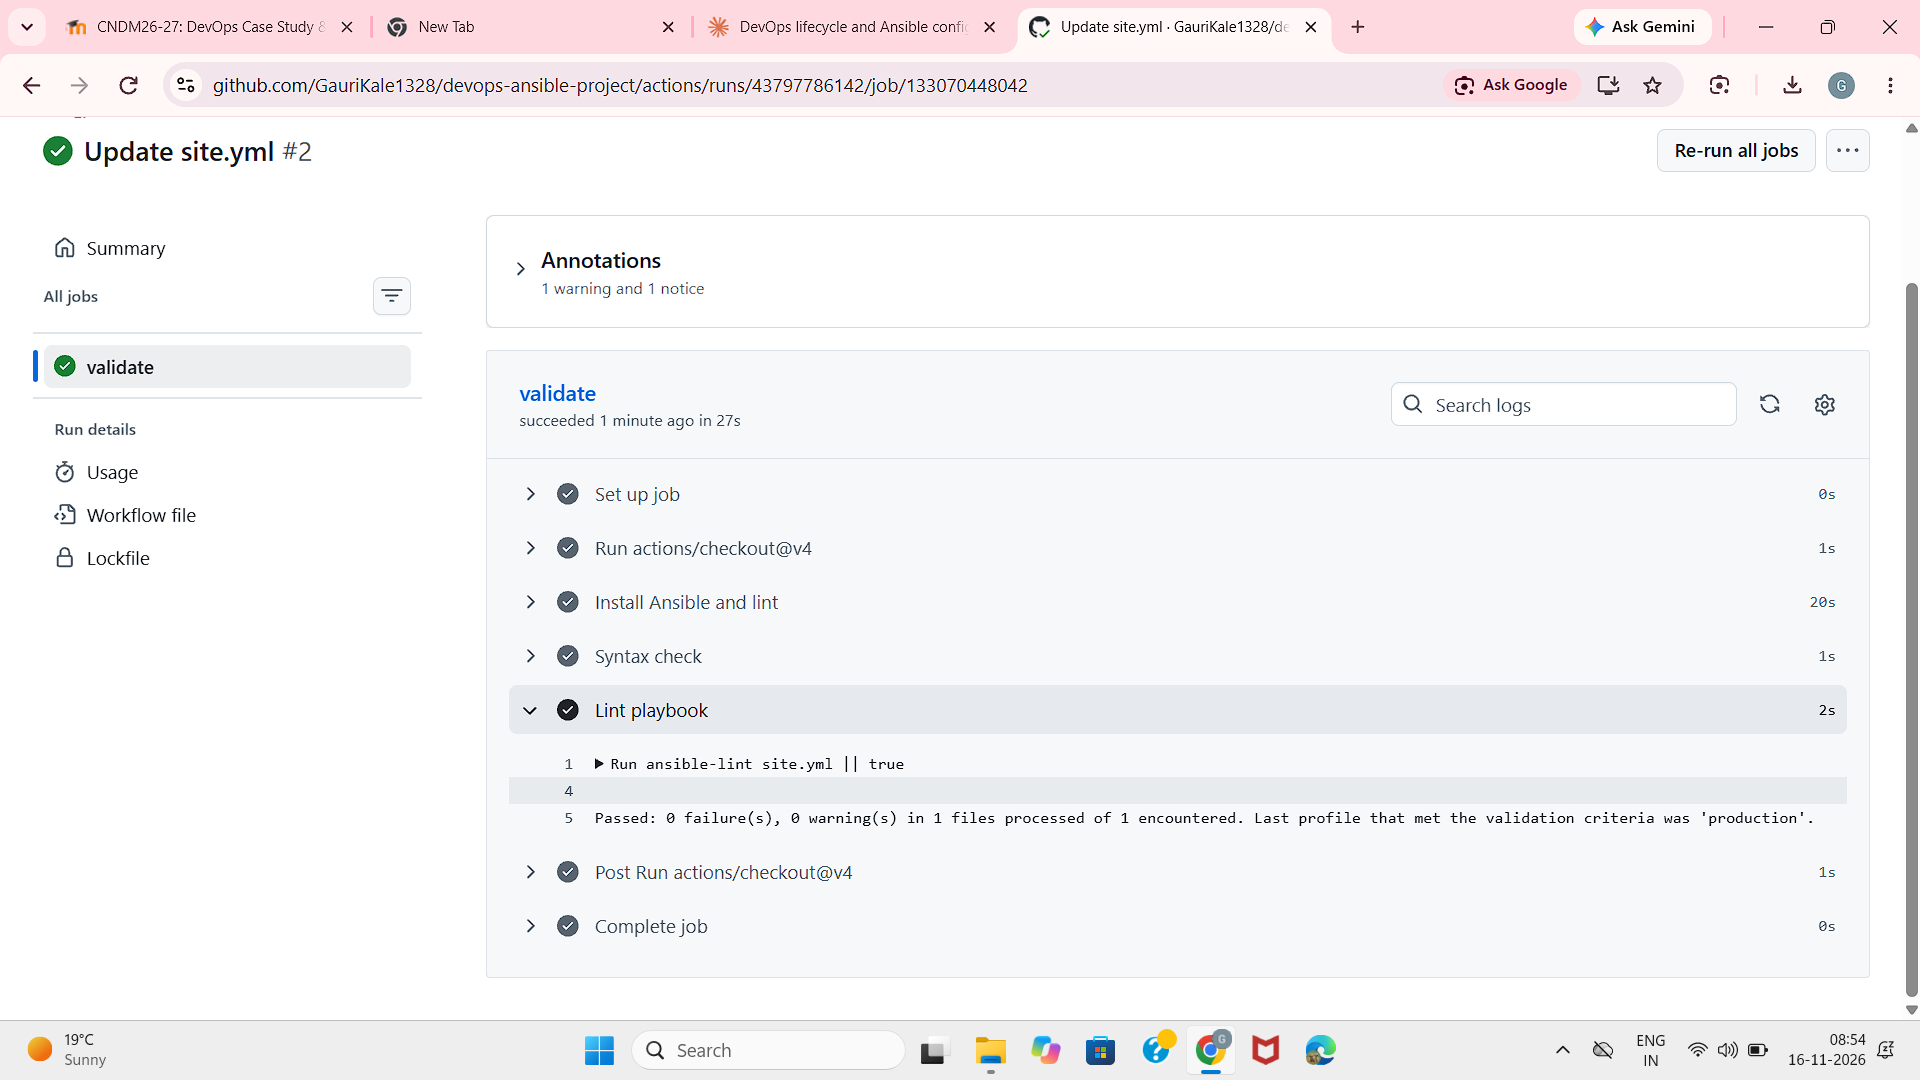 CNDM26-27: DevOps Case Study &
New Tab
DevOps lifecycle and Ansible confi
Update site.yml · GauriKale1328/de
Ask Gemini
github.com/GauriKale1328/devops-ansible-project/actions/runs/43797786142/job/133070448042
Ask Google
G
Update site.yml #2
Re-run all jobs
Summary
All jobs
validate
Run details
Usage
Workflow file
Lockfile
Annotations
1 warning and 1 notice
validate
succeeded 1 minute ago in 27s
Search logs
Set up job 0s
Run actions/checkout@v4 1s
Install Ansible and lint 20s
Syntax check 1s
Lint playbook 2s
1 Run ansible-lint site.yml || true
4
5 Passed: 0 failure(s), 0 warning(s) in 1 files processed of 1 encountered. Last profile that met the validation criteria was 'production'.
Post Run actions/checkout@v4 1s
Complete job 0s
19°C
Sunny
Search
G
ENG
IN
08:54
16-11-2026